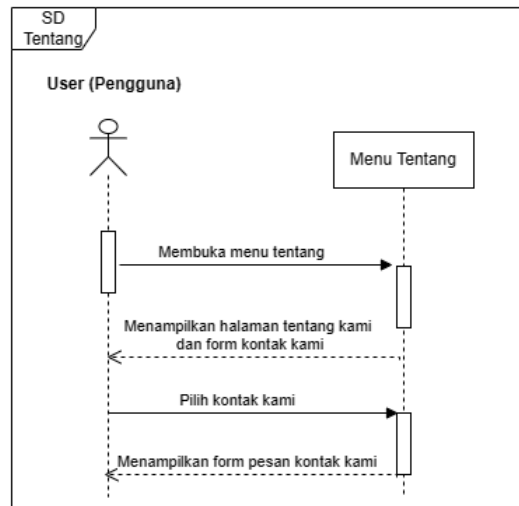 SD
Tentang
User (Pengguna)
Menu Tentang
Membuka menu tentang
Menampilkan halaman tentang kami
dan form kontak kami
Pilih kontak kami
Menampilkan form pesan kontak kami